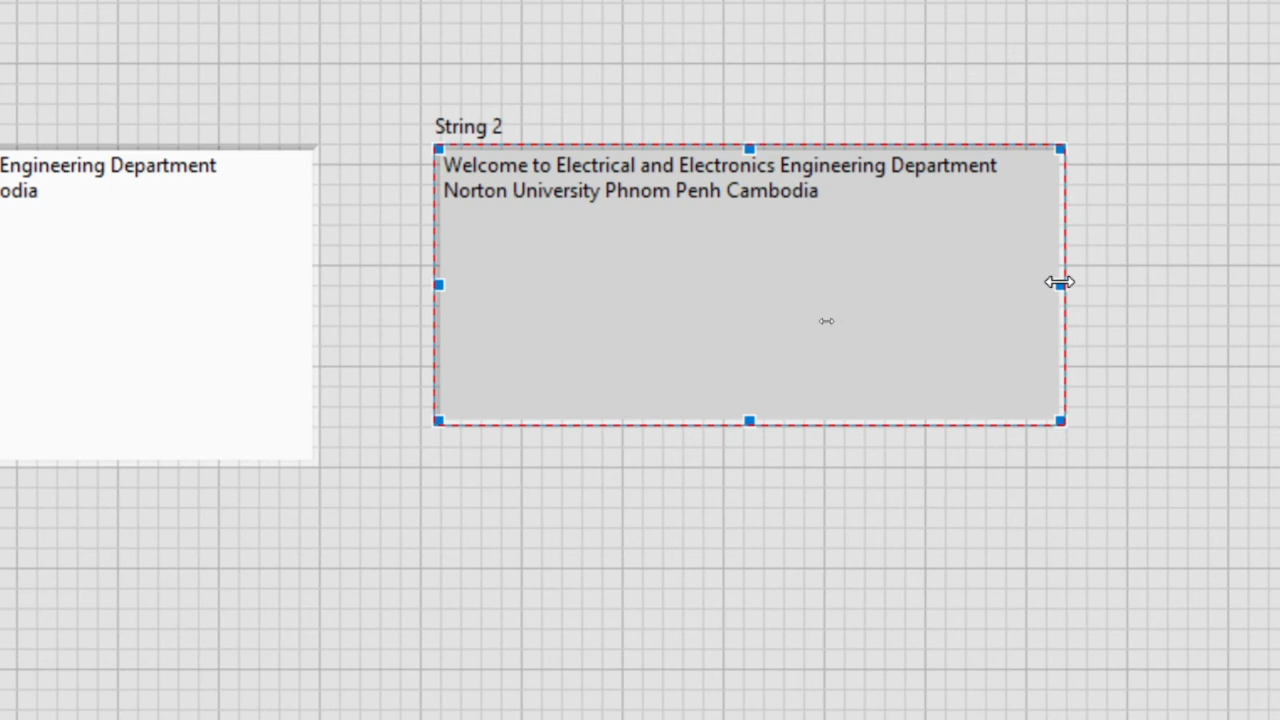 String 2
Engineering Department
odia
Welcome to Electrical and Electronics Engineering Department
Norton University Phnom Penh Cambodia